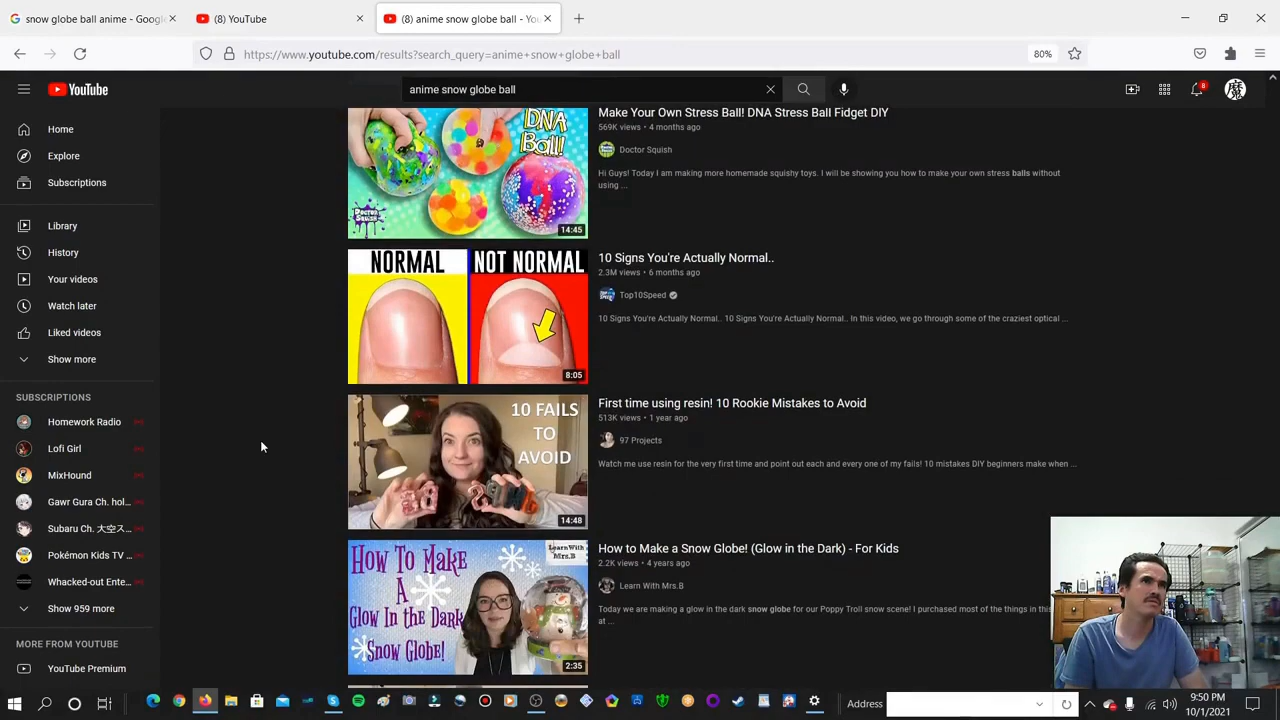 snow globe ball anime - Googl
(8) YouTube
(8) anime snow globe ball - You
https://www.youtube.com/results?search_query=anime+snow+globe+ball
80%
YouTube
anime snow globe ball
8
魔
Home
Explore
Subscriptions
Library
History
Your videos
Watch later
Liked videos
Show more
SUBSCRIPTIONS
Homework Radio
Lofi Girl
MixHound
Gawr Gura Ch. hol...
Subaru Ch. 大空ス...
Pokémon Kids TV ...
Whacked-out Ente...
Show 959 more
MORE FROM YOUTUBE
YouTube Premium
DNA
Ball!
DOCTOR
SQUISH
14:45
Make Your Own Stress Ball! DNA Stress Ball Fidget DIY
569K views • 4 months ago
Doctor Squish
Hi Guys! Today I am making more homemade squishy toys. I will be showing you how to make your own stress balls without
using ...
NORMAL
NOT NORMAL
8:05
10 Signs You're Actually Normal..
2.3M views • 6 months ago
Top10Speed
10 Signs You're Actually Normal.. 10 Signs You're Actually Normal.. In this video, we go through some of the craziest optical ...
10 FAILS
TO
AVOID
14:48
First time using resin! 10 Rookie Mistakes to Avoid
513K views • 1 year ago
97 Projects
Watch me use resin for the very first time and point out each and every one of my fails! 10 mistakes DIY beginners make when ...
How To Make
A
Glow In the Dark
Snow Globe!
Learn With
Mrs.B
2:35
How to Make a Snow Globe! (Glow in the Dark) - For Kids
2.2K views • 4 years ago
Learn With Mrs.B
Today we are making a glow in the dark snow globe for our Poppy Troll snow scene! I purchased most of the things in this
at ...
Address
9:50 PM
10/1/2021